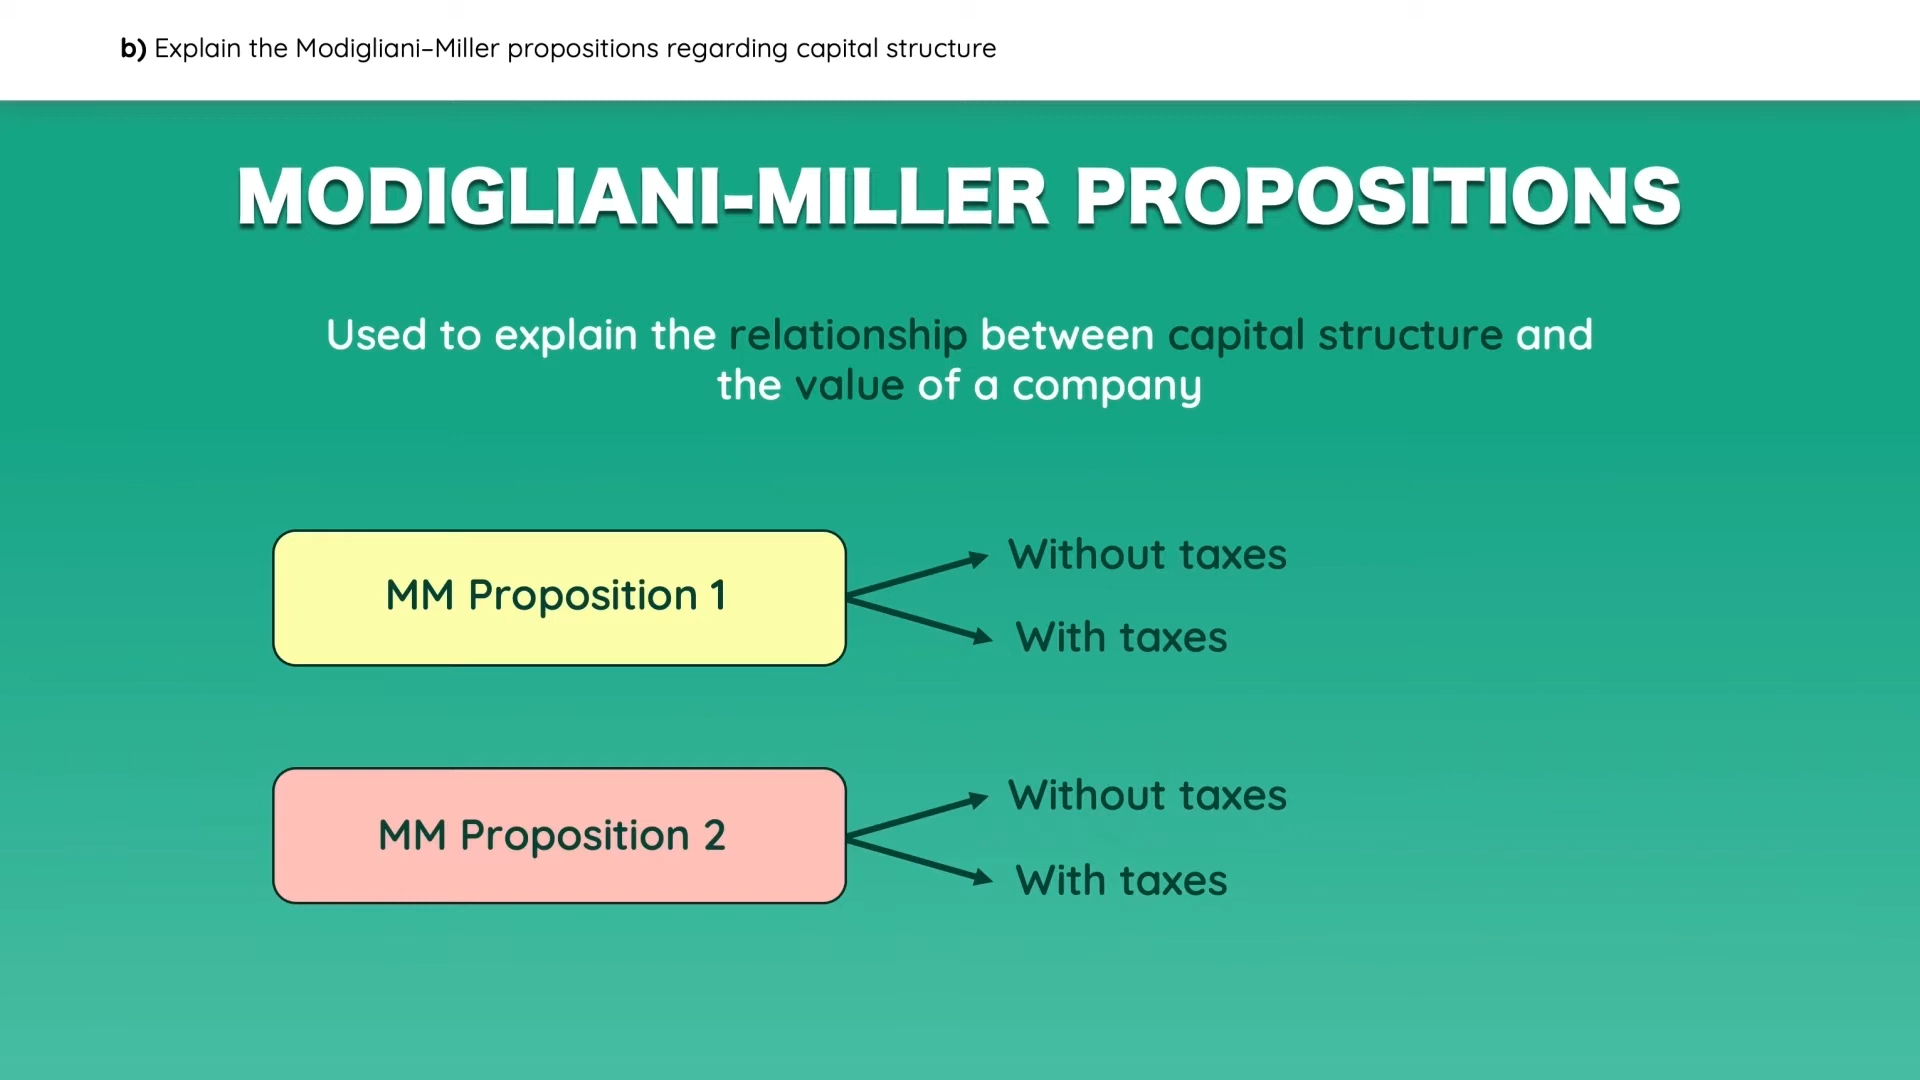 b) Explain the Modigliani–Miller propositions regarding capital structure
MODIGLIANI-MILLER PROPOSITIONS
Used to explain the relationship between capital structure and
the value of a company
MM Proposition 1
Without taxes
With taxes
MM Proposition 2
Without taxes
With taxes